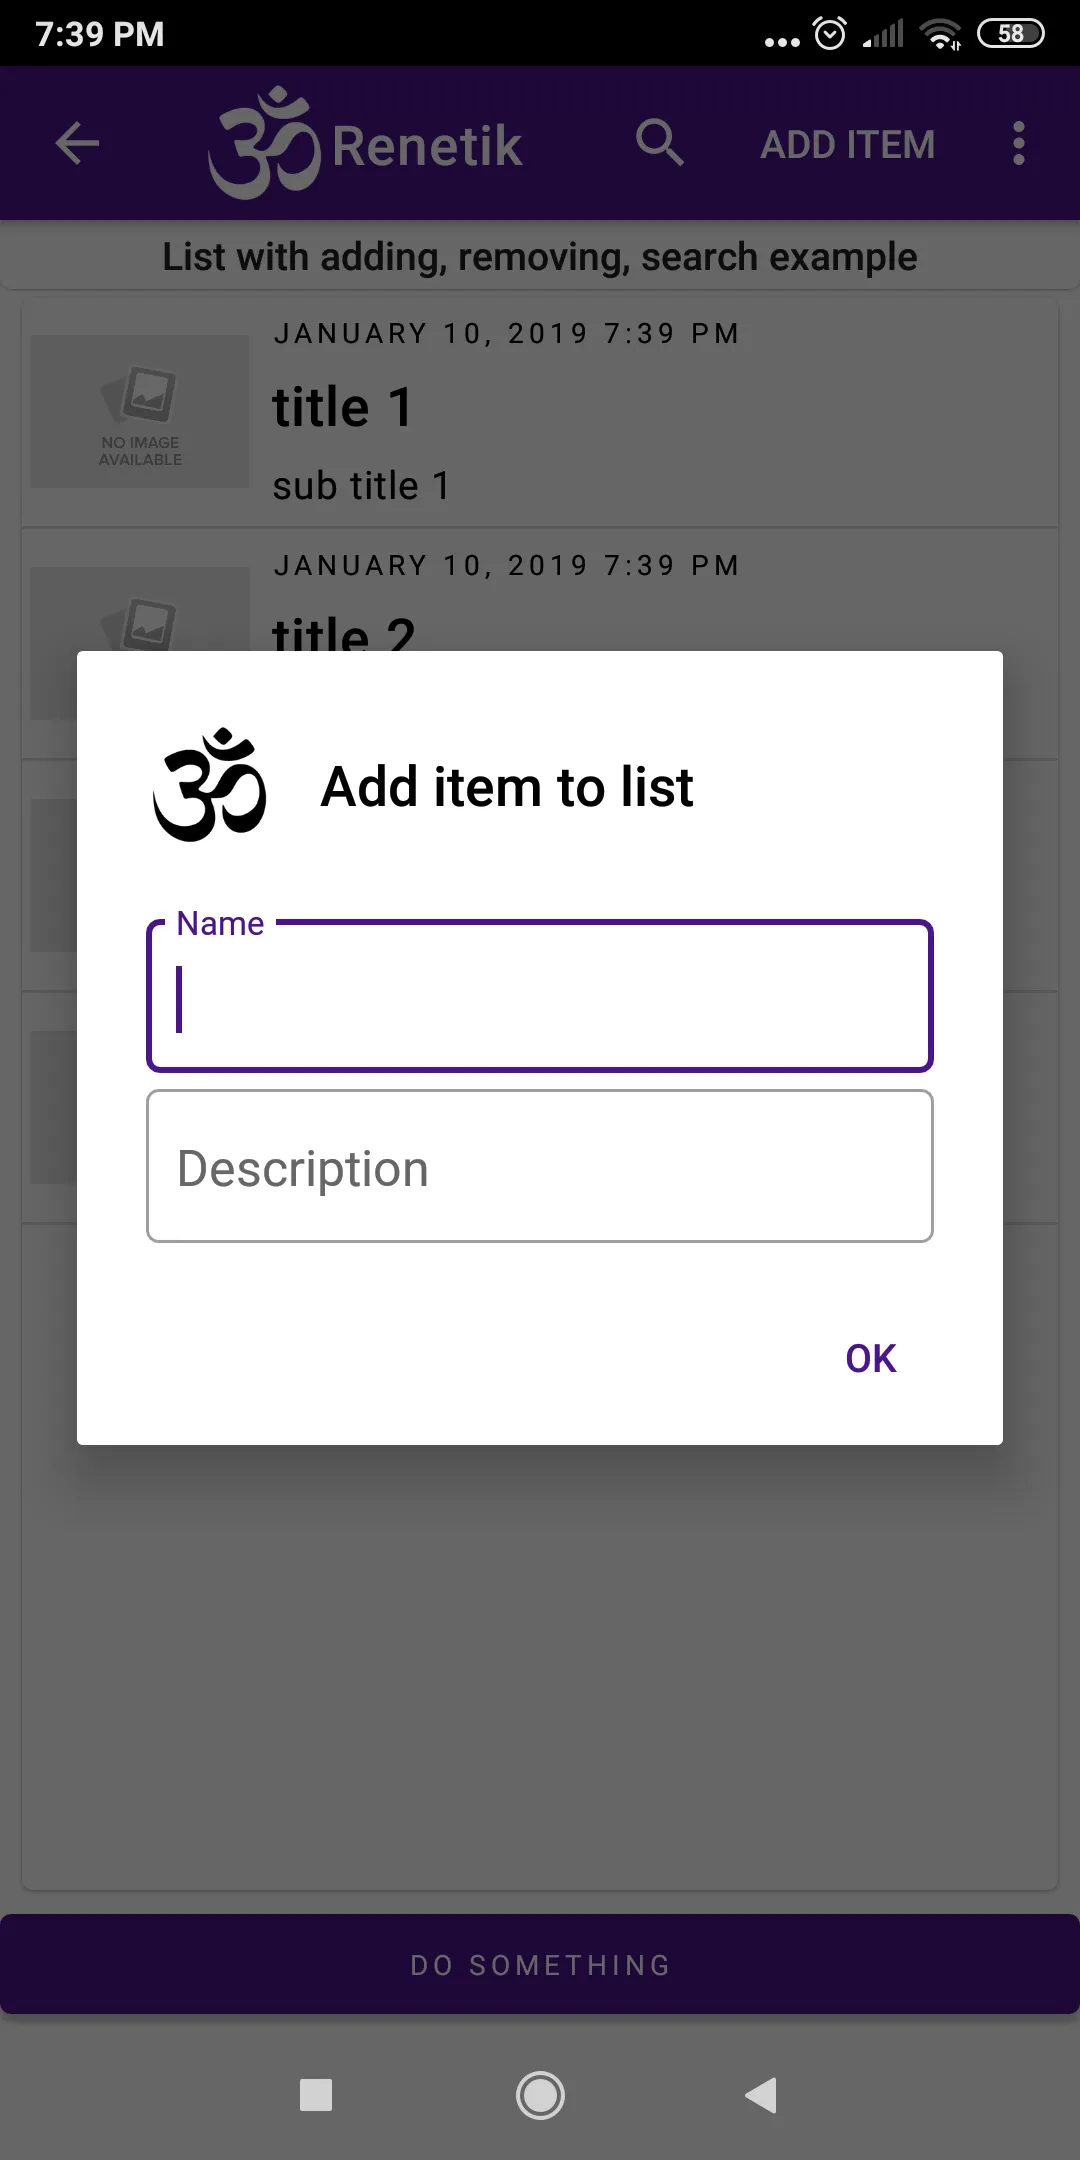 7:39 PM
58
ॐ Renetik
ADD ITEM
List with adding, removing, search example
JANUARY 10, 2019 7:39 PM
title 1
sub title 1
NO IMAGE
AVAILABLE
JANUARY 10, 2019 7:39 PM
title 2
ॐ Add item to list
Name
Description
OK
DO SOMETHING